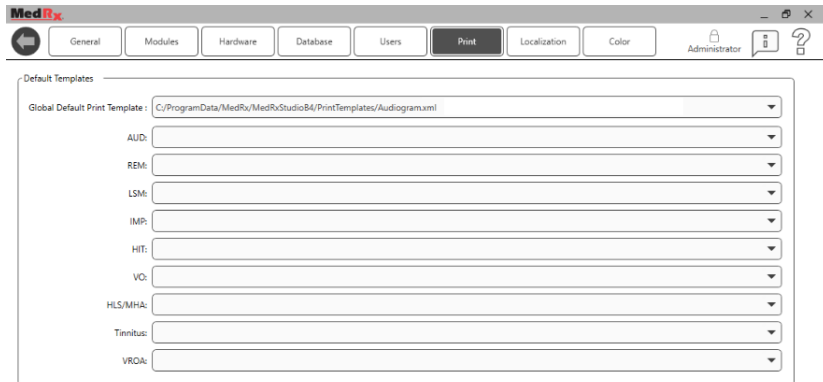 MedRx
General Modules Hardware Database Users Print Localization Color Administrator
Default Templates
Global Default Print Template : C:/ProgramData/MedRx/MedRxStudioB4/PrintTemplates/Audiogram.xml
AUD:
REM:
LSM:
IMP:
HIT:
VO:
HLS/MHA:
Tinnitus:
VROA: